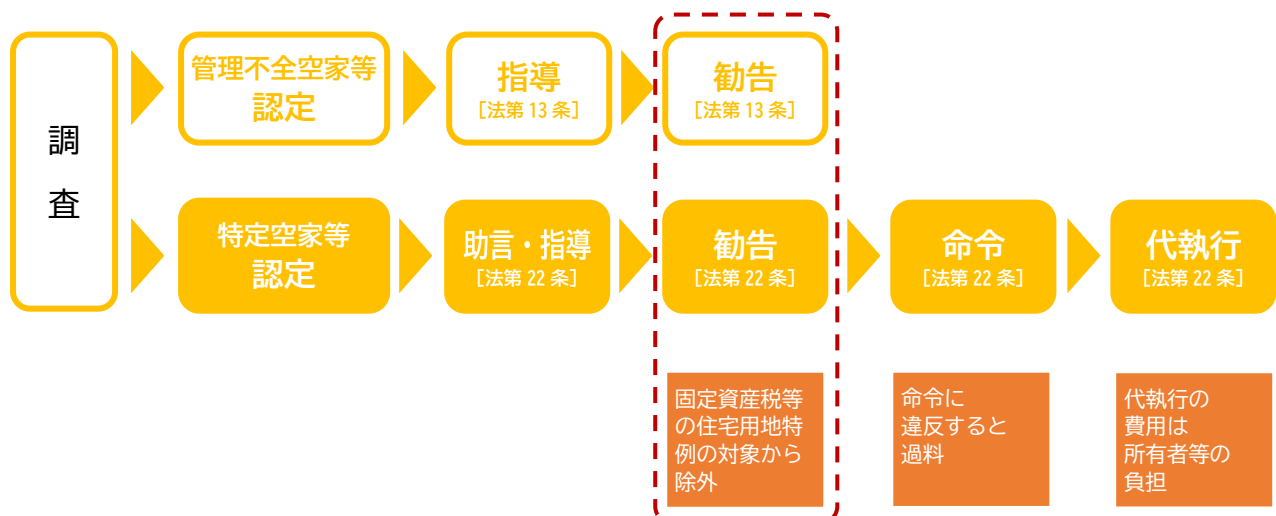 調
査
管理不全空家等
認定
指導
［法第 13 条］
勧告
［法第 13 条］
特定空家等
認定
助言・指導
［法第 22 条］
勧告
［法第 22 条］
命令
［法第 22 条］
代執行
［法第 22 条］
固定資産税等
の住宅用地特
例の対象から
除外
命令に
違反すると
過料
代執行の
費用は
所有者等の
負担